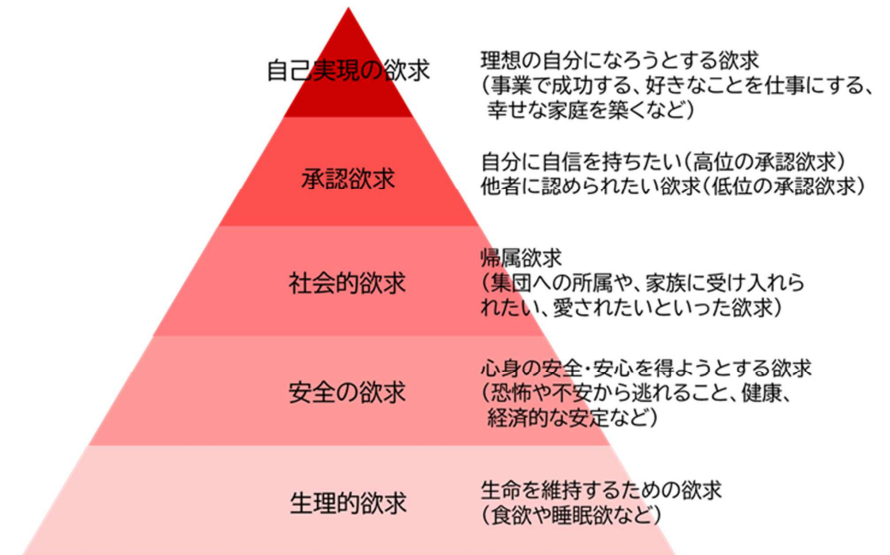 自己実現の欲求
理想の自分になろうとする欲求
（事業で成功する、好きなことを仕事にする、
幸せな家庭を築くなど）
承認欲求
自分に自信を持ちたい（高位の承認欲求）
他者に認められたい欲求（低位の承認欲求）
社会的欲求
帰属欲求
（集団への所属や、家族に受け入れら
れたい、愛されたいといった欲求）
安全の欲求
心身の安全・安心を得ようとする欲求
（恐怖や不安から逃れること、健康、
経済的な安定など）
生理的欲求
生命を維持するための欲求
（食欲や睡眠欲など）